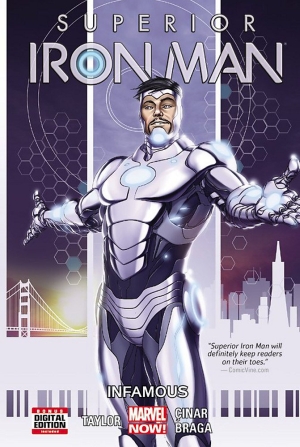 SUPERIOR
IRON MAN
"Superior Iron Man will
definitely keep readers
on their toes."
—ComicVine.com
INFAMOUS
BONUS
DIGITAL
EDITION
INCLUDED
TAYLOR
MARVEL
NOW!
ÇINAR
BRAGA